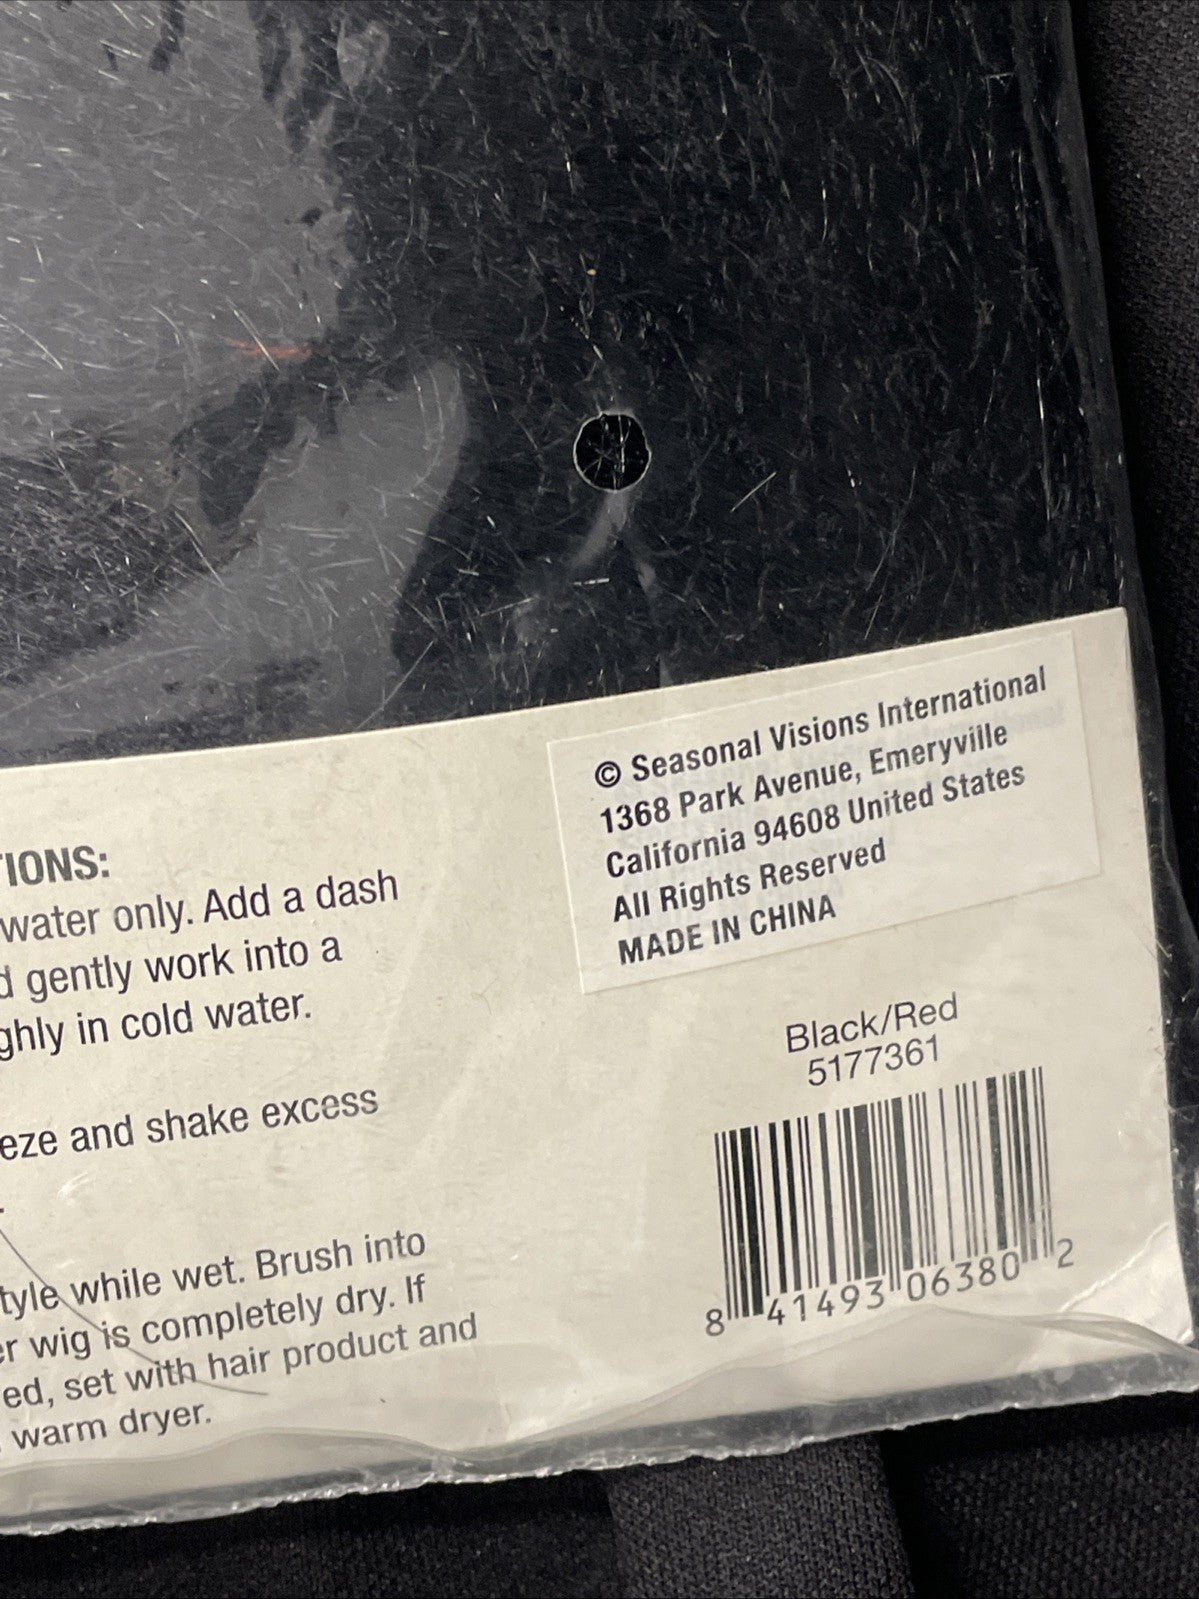 © Seasonal Visions International
1368 Park Avenue, Emeryville
California 94608 United States
All Rights Reserved
MADE IN CHINA
TIONS:
water only. Add a dash
d gently work into a
ghly in cold water.
eze and shake excess
tyle while wet. Brush into
er wig is completely dry. If
ed, set with hair product and
warm dryer.
Black/Red
5177361
8 41493 06380 2